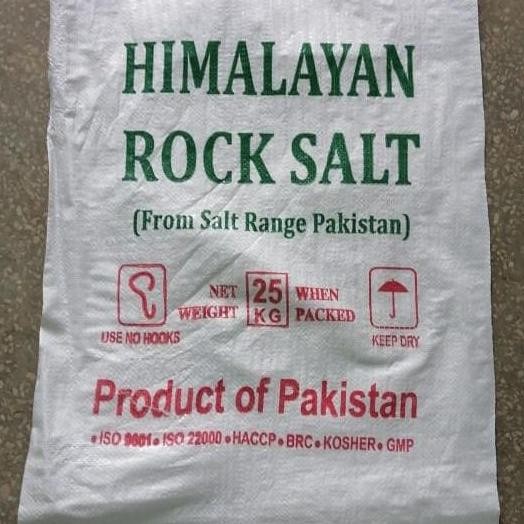 HIMALAYAN
ROCK SALT
(From Salt Range Pakistan)
NET 25 WHEN
WEIGHT KG PACKED
USE NO HOOKS KEEP DRY
Product of Pakistan
• ISO 9001 • ISO 22000 • HACCP • BRC • KOSHER • GMP